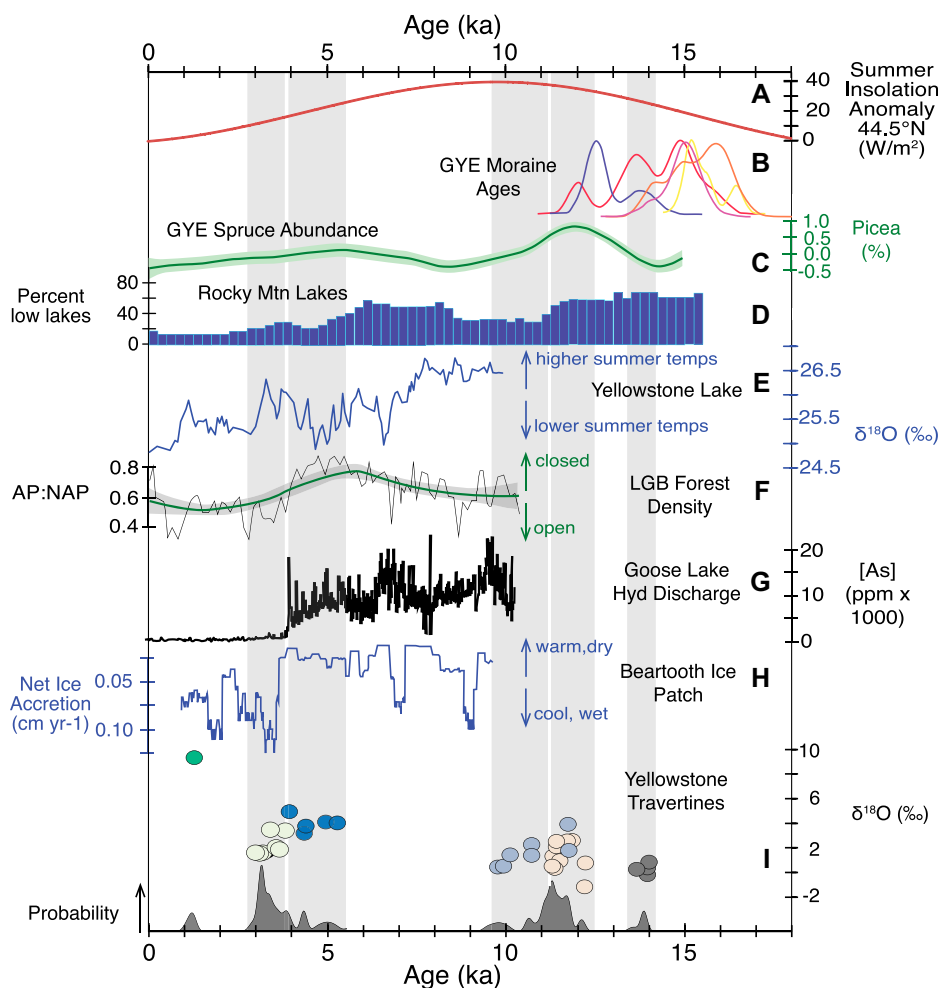 Age (ka)
0 5 10 15
A
40
20
0
Summer
Insolation
Anomaly
44.5°N
(W/m²)
B
GYE Moraine
Ages
C
GYE Spruce Abundance
1.0
0.5
0.0
-0.5
Picea
(%)
Percent
low lakes
80
40
0
Rocky Mtn Lakes
D
E
higher summer temps
Yellowstone Lake
lower summer temps
26.5
25.5
24.5
δ¹⁸O (‰)
AP:NAP
0.8
0.6
0.4
closed
open
LGB Forest
Density
F
Goose Lake
Hyd Discharge
G
20
10
0
[As]
(ppm x
1000)
Net Ice
Accretion
(cm yr-1)
0.05
0.10
warm,dry
cool, wet
Beartooth Ice
Patch
H
Yellowstone
Travertines
10
6
2
-2
δ¹⁸O (‰)
I
Probability
0 5 10 15
Age (ka)